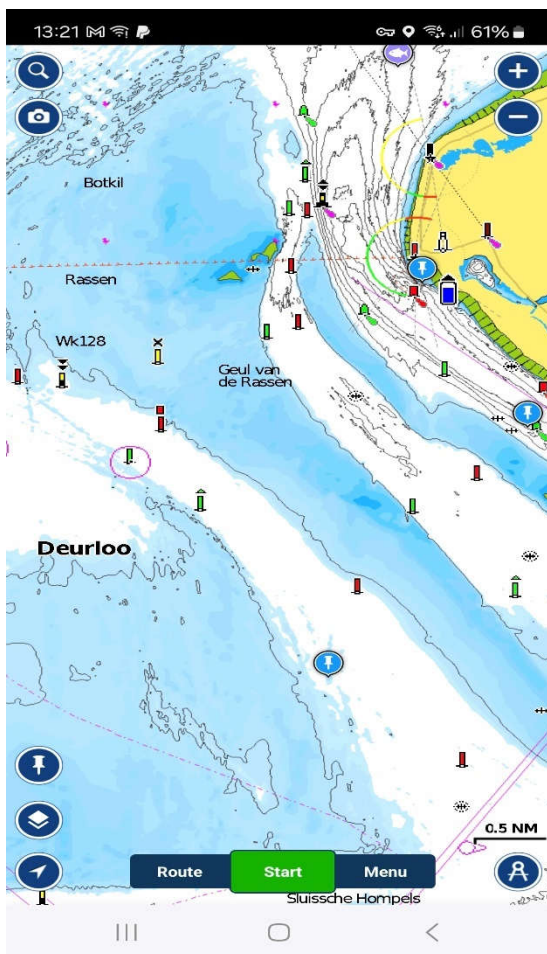 13:21
61%
Botkil
Rassen
Wk128
Geul van
de Rassen
Deurloo
0.5 NM
Route
Start
Menu
Sluissche Hompels